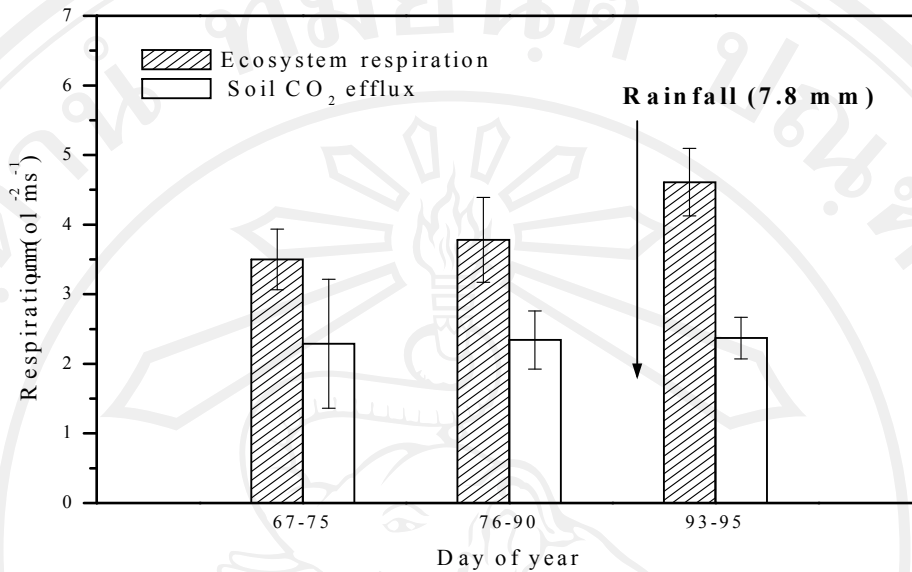 7
6
5
4
3
2
1
0
Respiration (μmol m⁻² s⁻¹)
Ecosystem respiration
Soil CO₂ efflux
Rainfall (7.8 mm)
67-75
76-90
93-95
Day of year